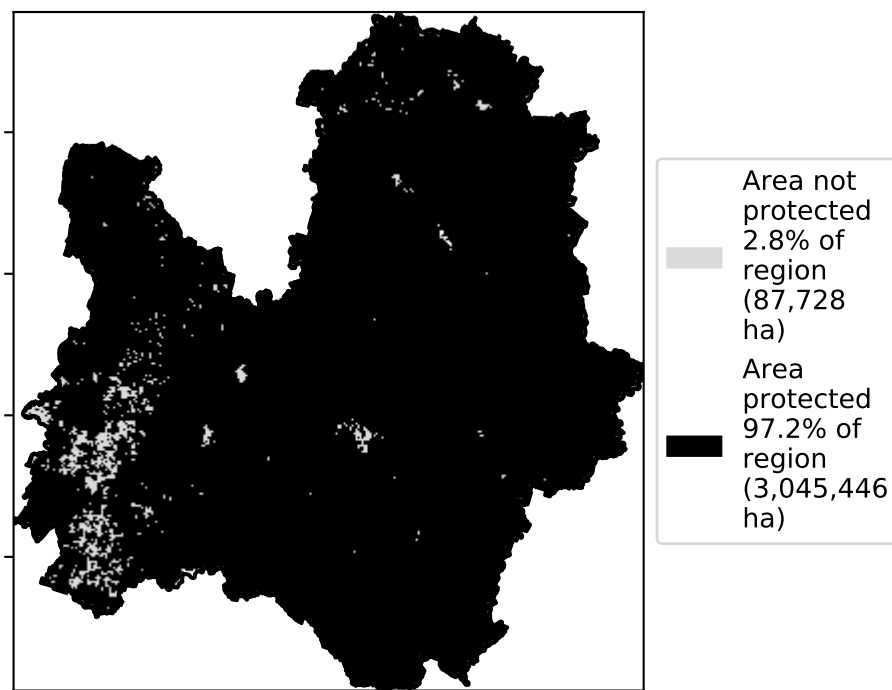 Area not
protected
2.8% of
region
(87,728
ha)
Area
protected
97.2% of
region
(3,045,446
ha)